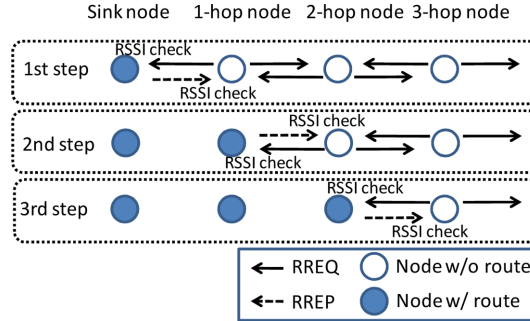 Sink node 1-hop node 2-hop node 3-hop node
RSSI check
1st step
RSSI check
2nd step
RSSI check
RSSI check
RSSI check
3rd step
RSSI check
RREQ Node w/o route
RREP Node w/ route